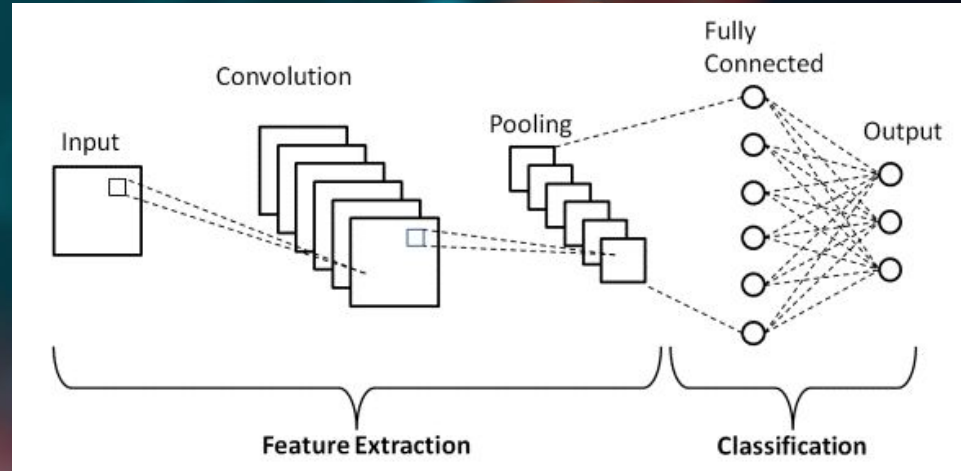 Input
Convolution
Pooling
Fully
Connected
Output
Feature Extraction
Classification